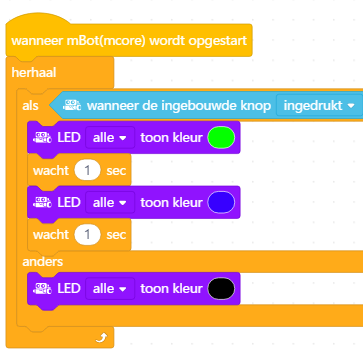 wanneer mBot(mcore) wordt opgestart
herhaal
als wanneer de ingebouwde knop ingedrukt
LED alle toon kleur
wacht 1 sec
LED alle toon kleur
wacht 1 sec
anders
LED alle toon kleur